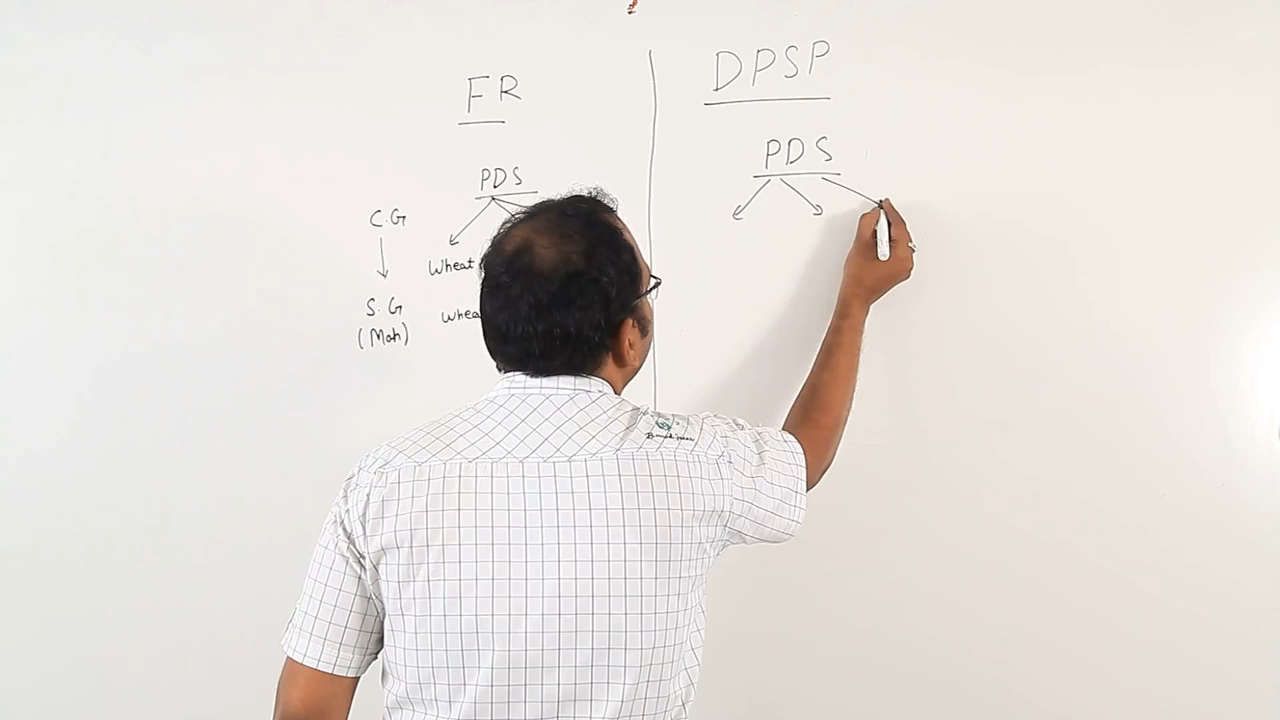 FR
PDS
C.G
Wheat
S.G
(Mah)
DPSP
PDS